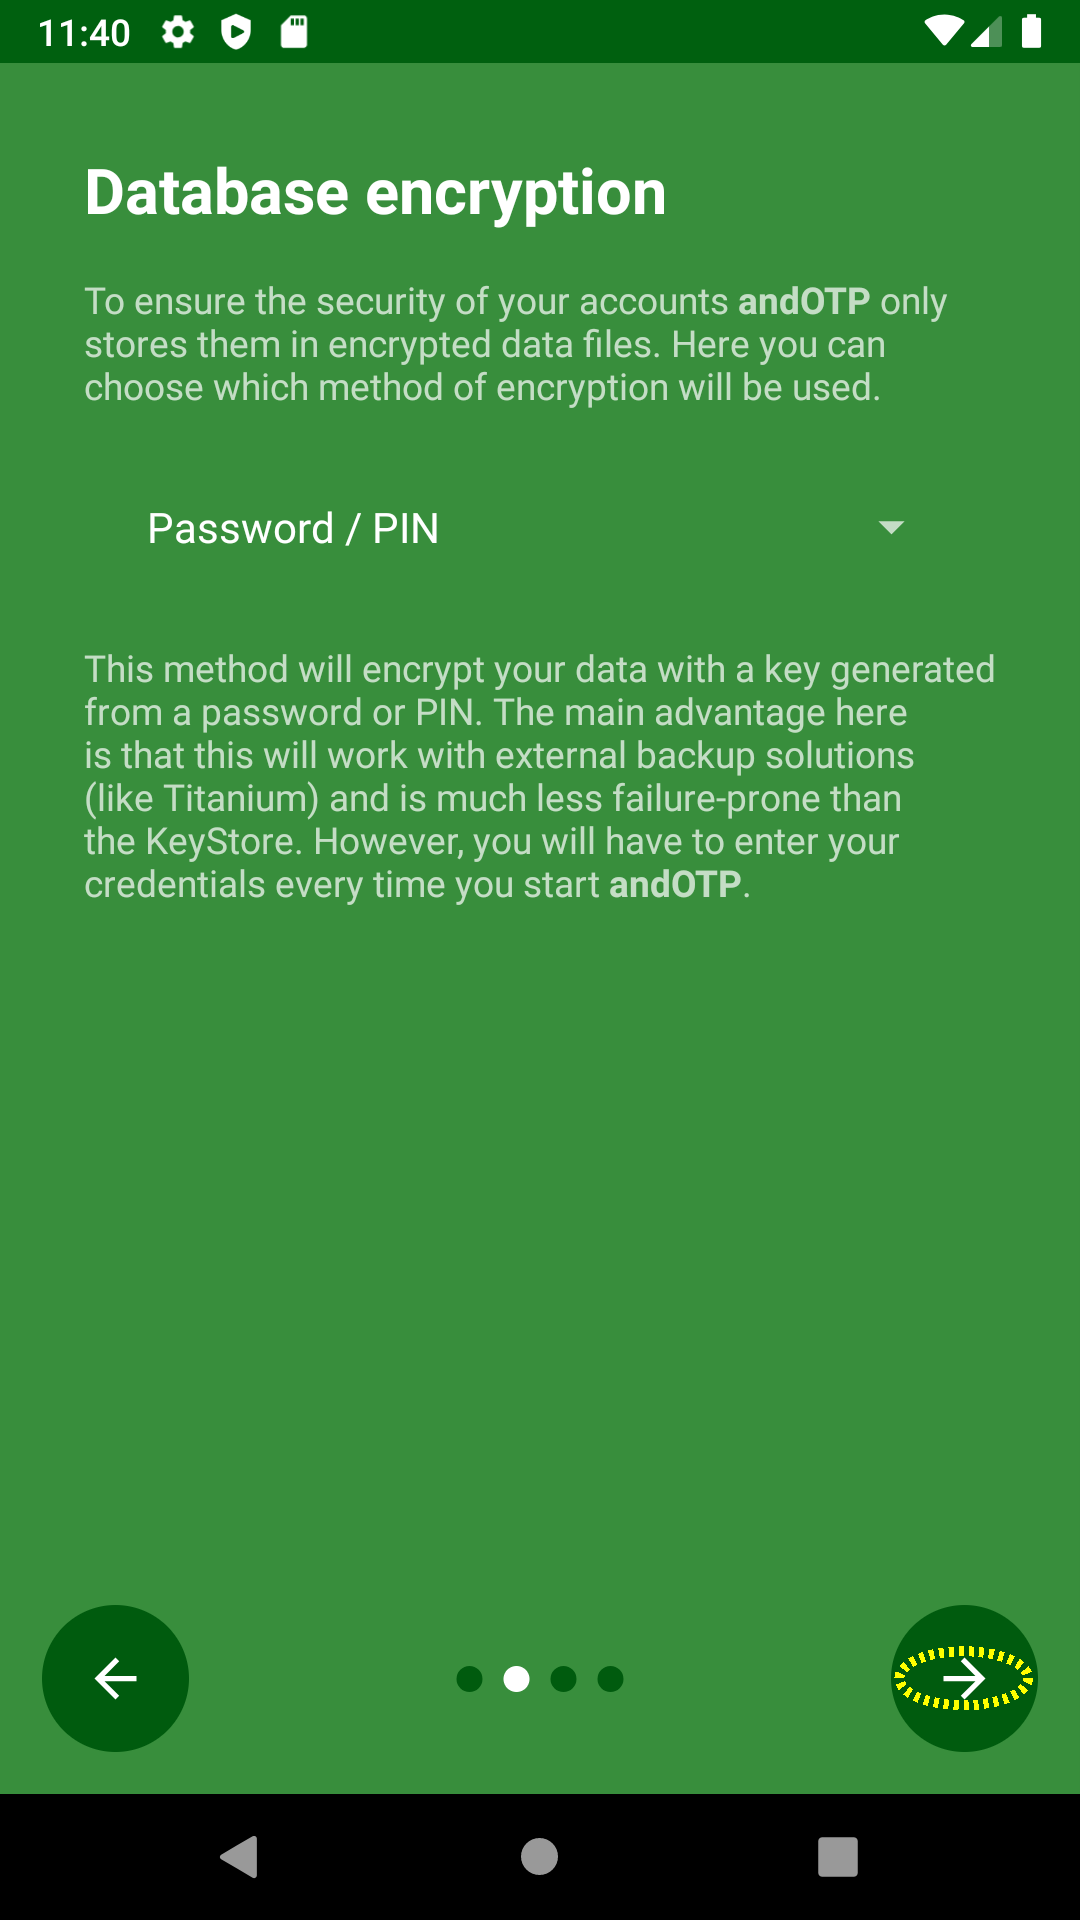 11:40
Database encryption
To ensure the security of your accounts andOTP only
stores them in encrypted data files. Here you can
choose which method of encryption will be used.
Password / PIN
This method will encrypt your data with a key generated
from a password or PIN. The main advantage here
is that this will work with external backup solutions
(like Titanium) and is much less failure-prone than
the KeyStore. However, you will have to enter your
credentials every time you start andOTP.